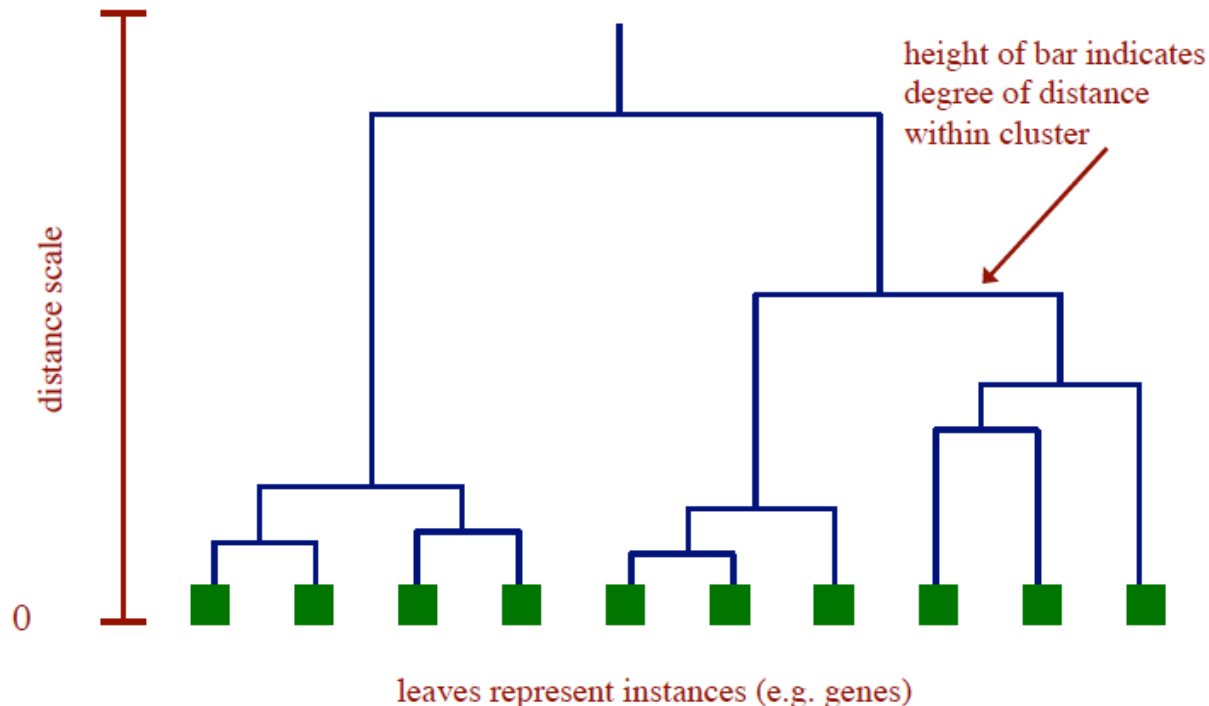 height of bar indicates
degree of distance
within cluster
distance scale
0
leaves represent instances (e.g. genes)